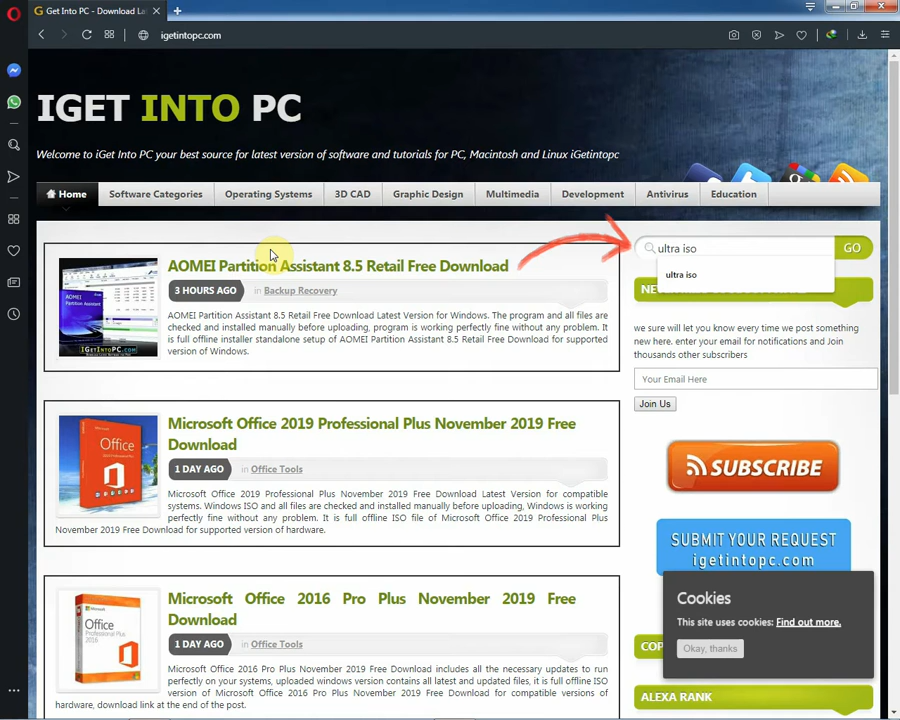 Get Into PC - Download La
igetintopc.com
IGET INTO PC
Welcome to iGet Into PC your best source for latest version of software and tutorials for PC, Macintosh and Linux iGetintopc
Home Software Categories Operating Systems 3D CAD Graphic Design Multimedia Development Antivirus Education
AOMEI Partition Assistant 8.5 Retail Free Download
3 HOURS AGO in Backup Recovery
AOMEI Partition Assistant 8.5 Retail Free Download Latest Version for Windows. The program and all files are
checked and installed manually before uploading, program is working perfectly fine without any problem. It
is full offline installer standalone setup of AOMEI Partition Assistant 8.5 Retail Free Download for supported
version of Windows.
Microsoft Office 2019 Professional Plus November 2019 Free
Download
1 DAY AGO in Office Tools
Microsoft Office 2019 Professional Plus November 2019 Free Download Latest Version for compatible
systems. Windows ISO and all files are checked and installed manually before uploading, Windows is working
perfectly fine without any problem. It is full offline ISO file of Microsoft Office 2019 Professional Plus
November 2019 Free Download for supported version of hardware.
Microsoft Office 2016 Pro Plus November 2019 Free
Download
1 DAY AGO in Office Tools
Microsoft Office 2016 Pro Plus November 2019 Free Download includes all the necessary updates to run
perfectly on your systems, uploaded windows version contains all latest and updated files, it is full offline ISO
version of Microsoft Office 2016 Pro Plus November 2019 Free Download for compatible versions of
hardware, download link at the end of the post.
ultra iso GO
ultra iso
we sure will let you know every time we post something
new here. enter your email for notifications and Join
thousands other subscribers
Your Email Here
Join Us
SUBSCRIBE
SUBMIT YOUR REQUEST
igetintopc.com
Cookies
This site uses cookies: Find out more.
Okay, thanks
ALEXA RANK